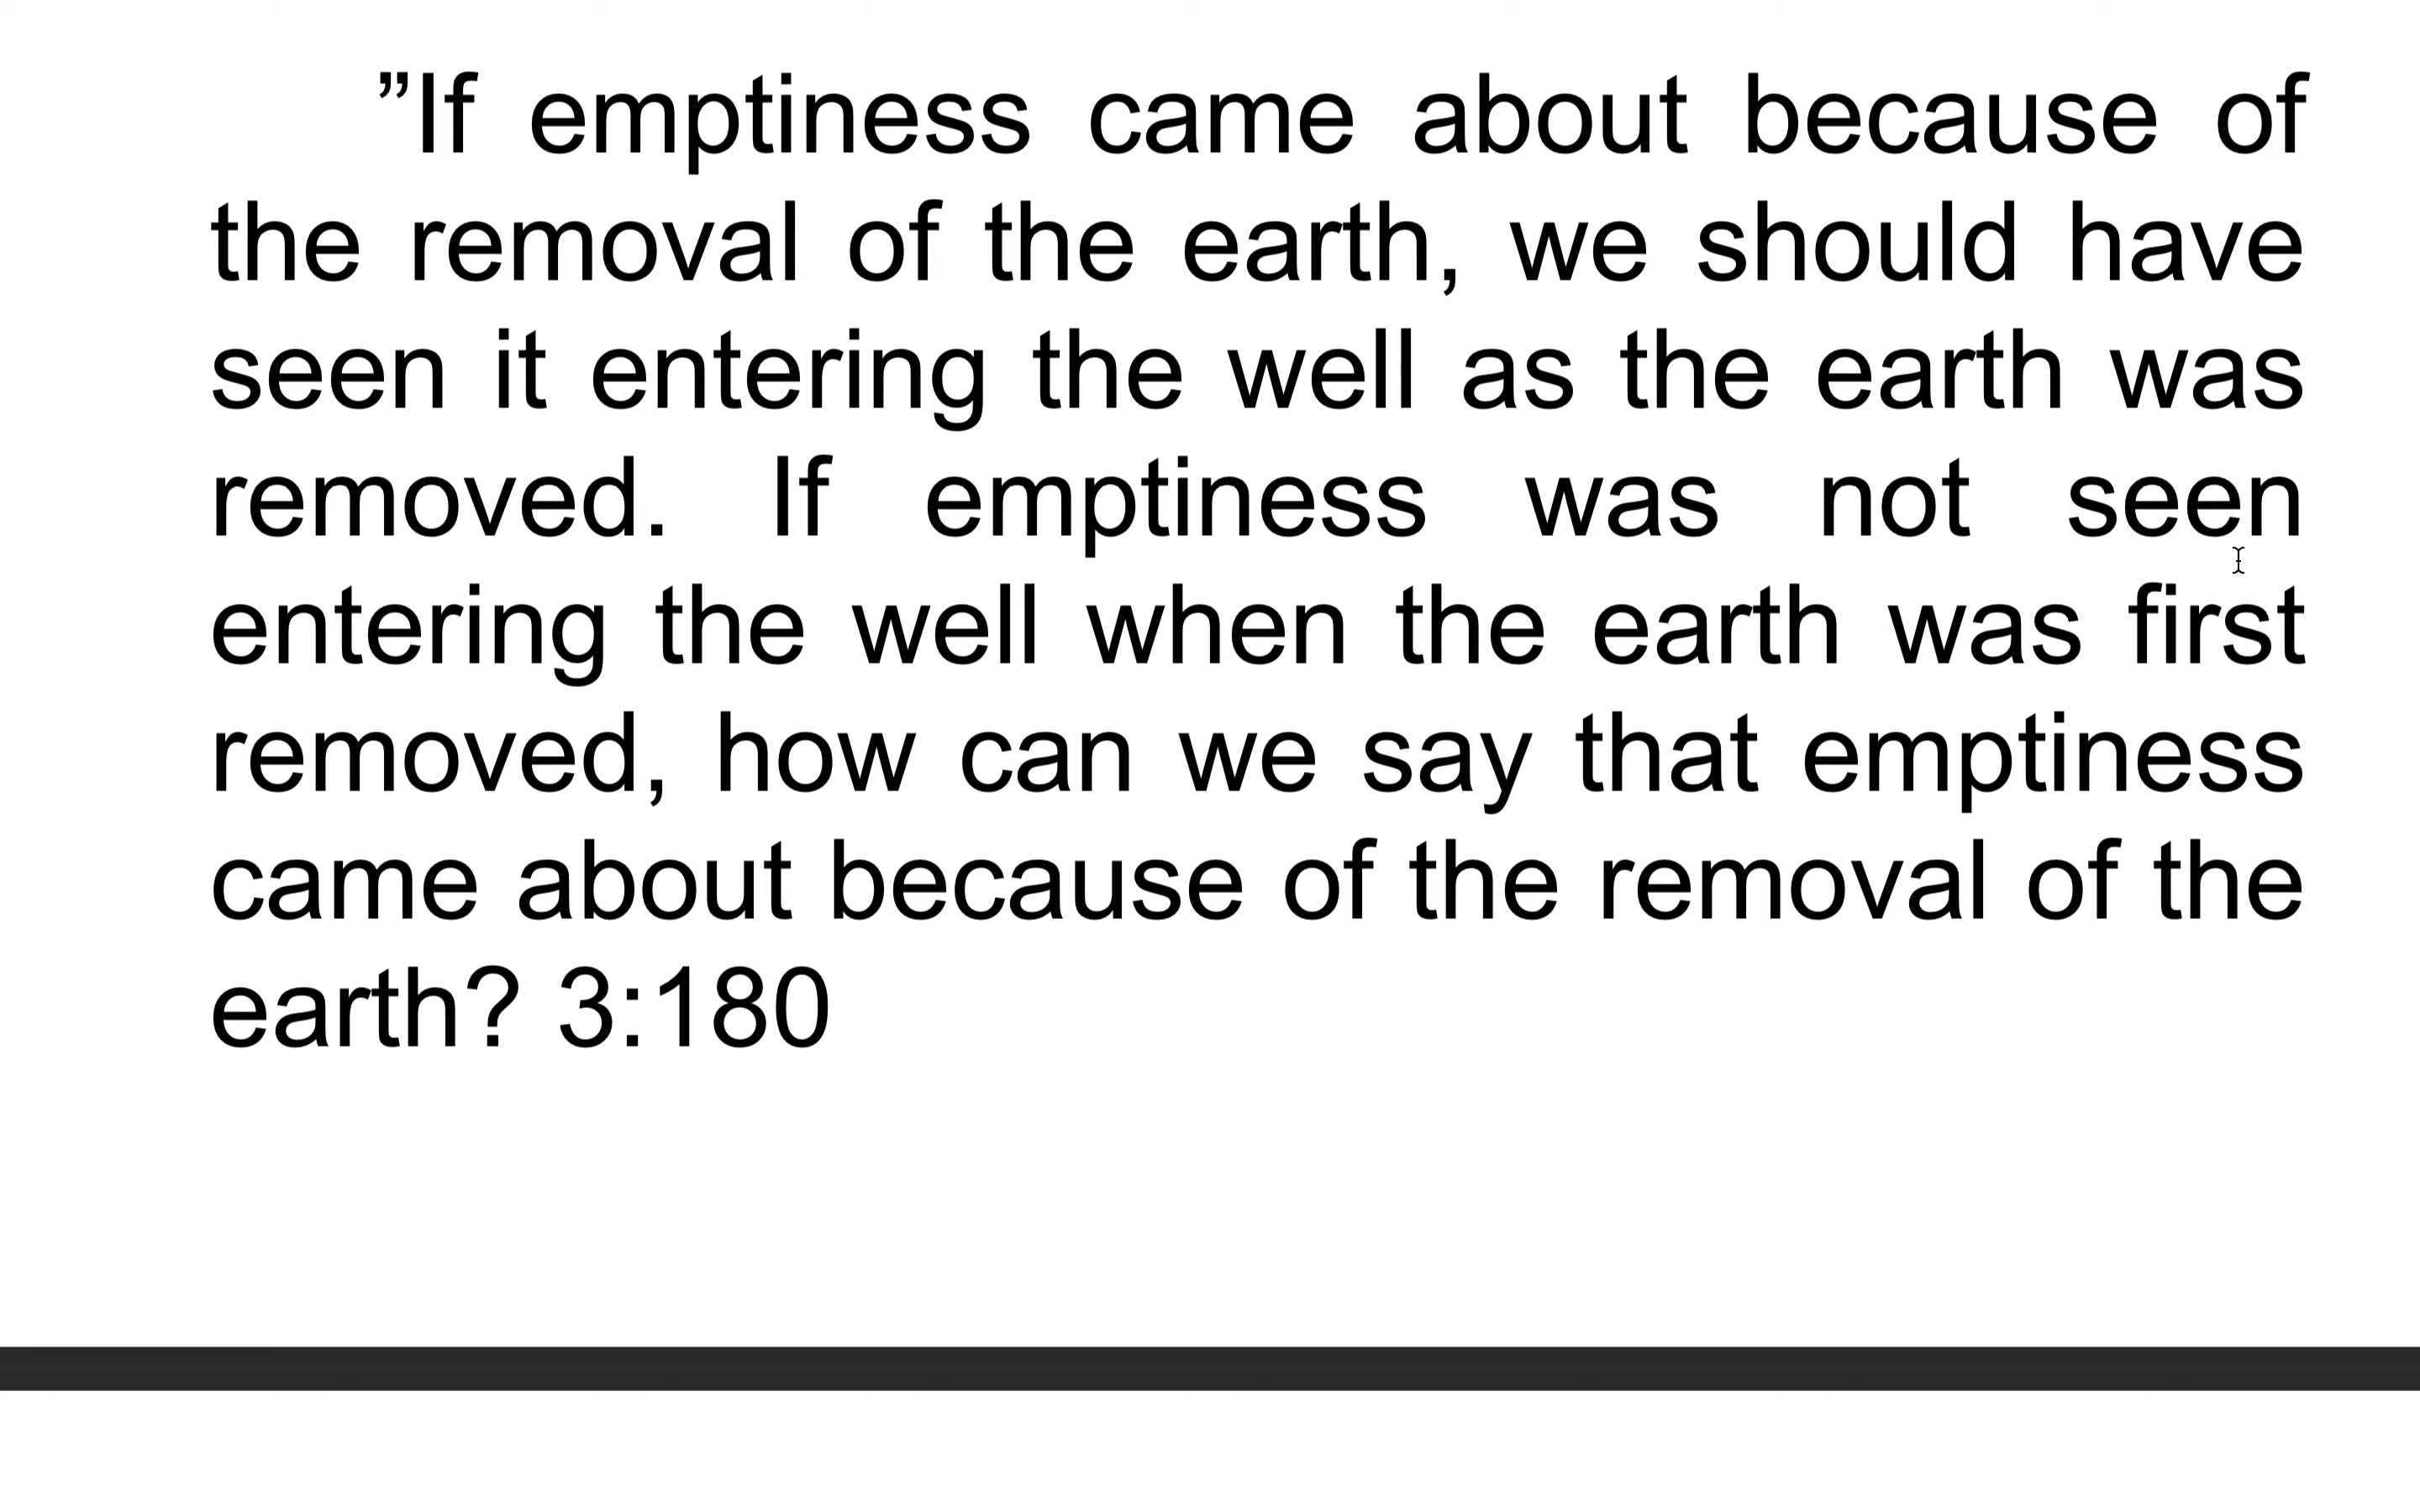 ”If emptiness came about because of
the removal of the earth, we should have
seen it entering the well as the earth was
removed. If emptiness was not seen
entering the well when the earth was first
removed, how can we say that emptiness
came about because of the removal of the
earth? 3:180